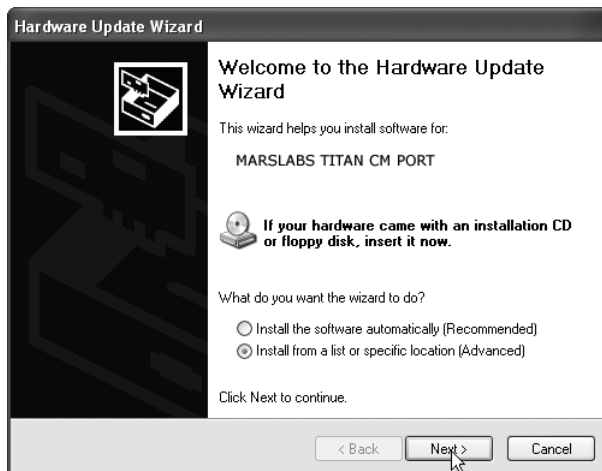 Hardware Update Wizard
Welcome to the Hardware Update
Wizard
This wizard helps you install software for:
MARSLABS TITAN CM PORT
If your hardware came with an installation CD
or floppy disk, insert it now.
What do you want the wizard to do?
Install the software automatically (Recommended)
Install from a list or specific location (Advanced)
Click Next to continue.
< Back Next > Cancel